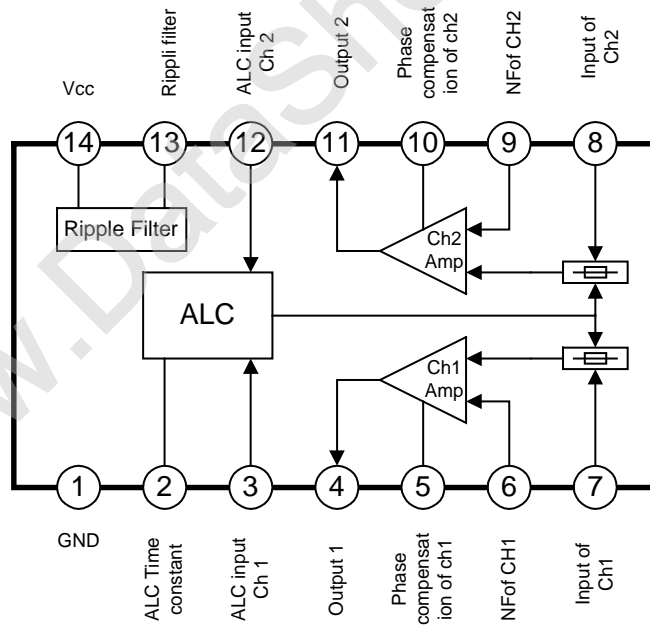 Vcc
Rippli filter
ALC input
Ch 2
Output 2
Phase
compensat
ion of ch2
NFof CH2
Input of
Ch2
14
13
12
11
10
9
8
Ripple Filter
Ch2
Amp
ALC
Ch1
Amp
1
2
3
4
5
6
7
GND
ALC Time
constant
ALC input
Ch 1
Output 1
Phase
compensat
ion of ch1
NFof CH1
Input of
Ch1
w.DataSh